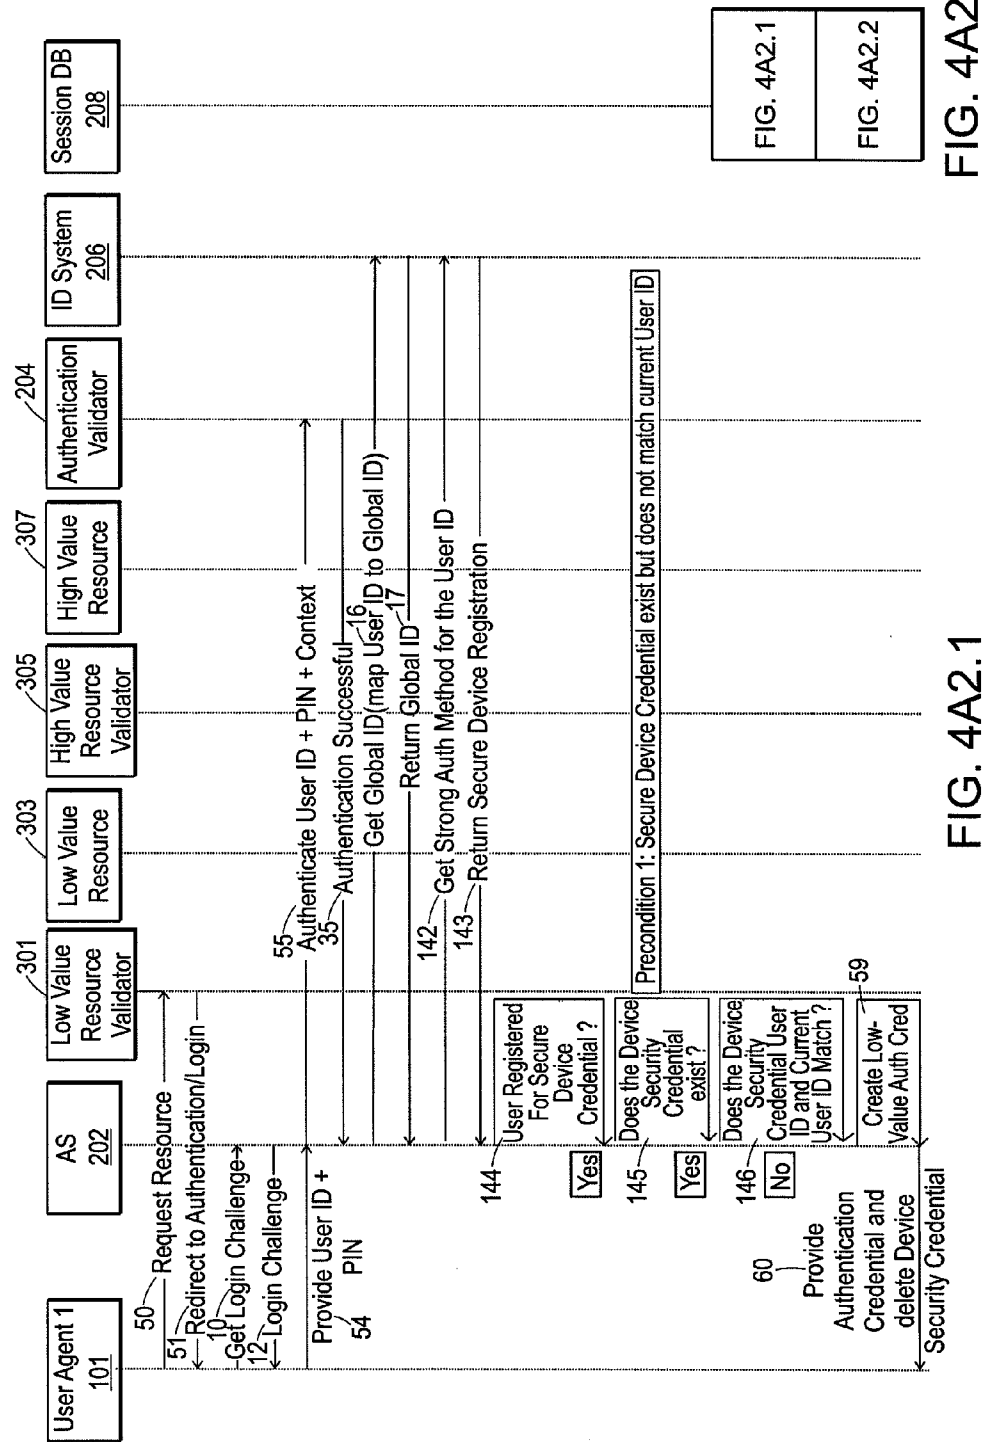 User Agent 1
101
AS
202
301
Low Value
Resource
Validator
303
Low Value
Resource
305
High Value
Resource
Validator
307
High Value
Resource
204
Authentication
Validator
ID System
206
Session DB
208
50
Request Resource
51
Redirect to Authentication/Login
10
Get Login Challenge
12
Login Challenge
Provide User ID +
PIN
54
55
Authenticate User ID + PIN + Context
35
Authentication Successful
16
Get Global ID(map User ID to Global ID)
17
Return Global ID
142
Get Strong Auth Method for the User ID
143
Return Secure Device Registration
144
User Registered
For Secure
Device
Credential ?
Yes
Precondition 1: Secure Device Credential exist but does not match current User ID
145
Does the Device
Security
Credential
exist ?
Yes
146
Does the Device
Security
Credential User
ID and Current
User ID Match ?
No
59
Create Low-
Value Auth Cred
60
Provide
Authentication
Credential and
delete Device
Security Credential
FIG. 4A2.1
FIG. 4A2.2
FIG. 4A2
FIG. 4A2.1